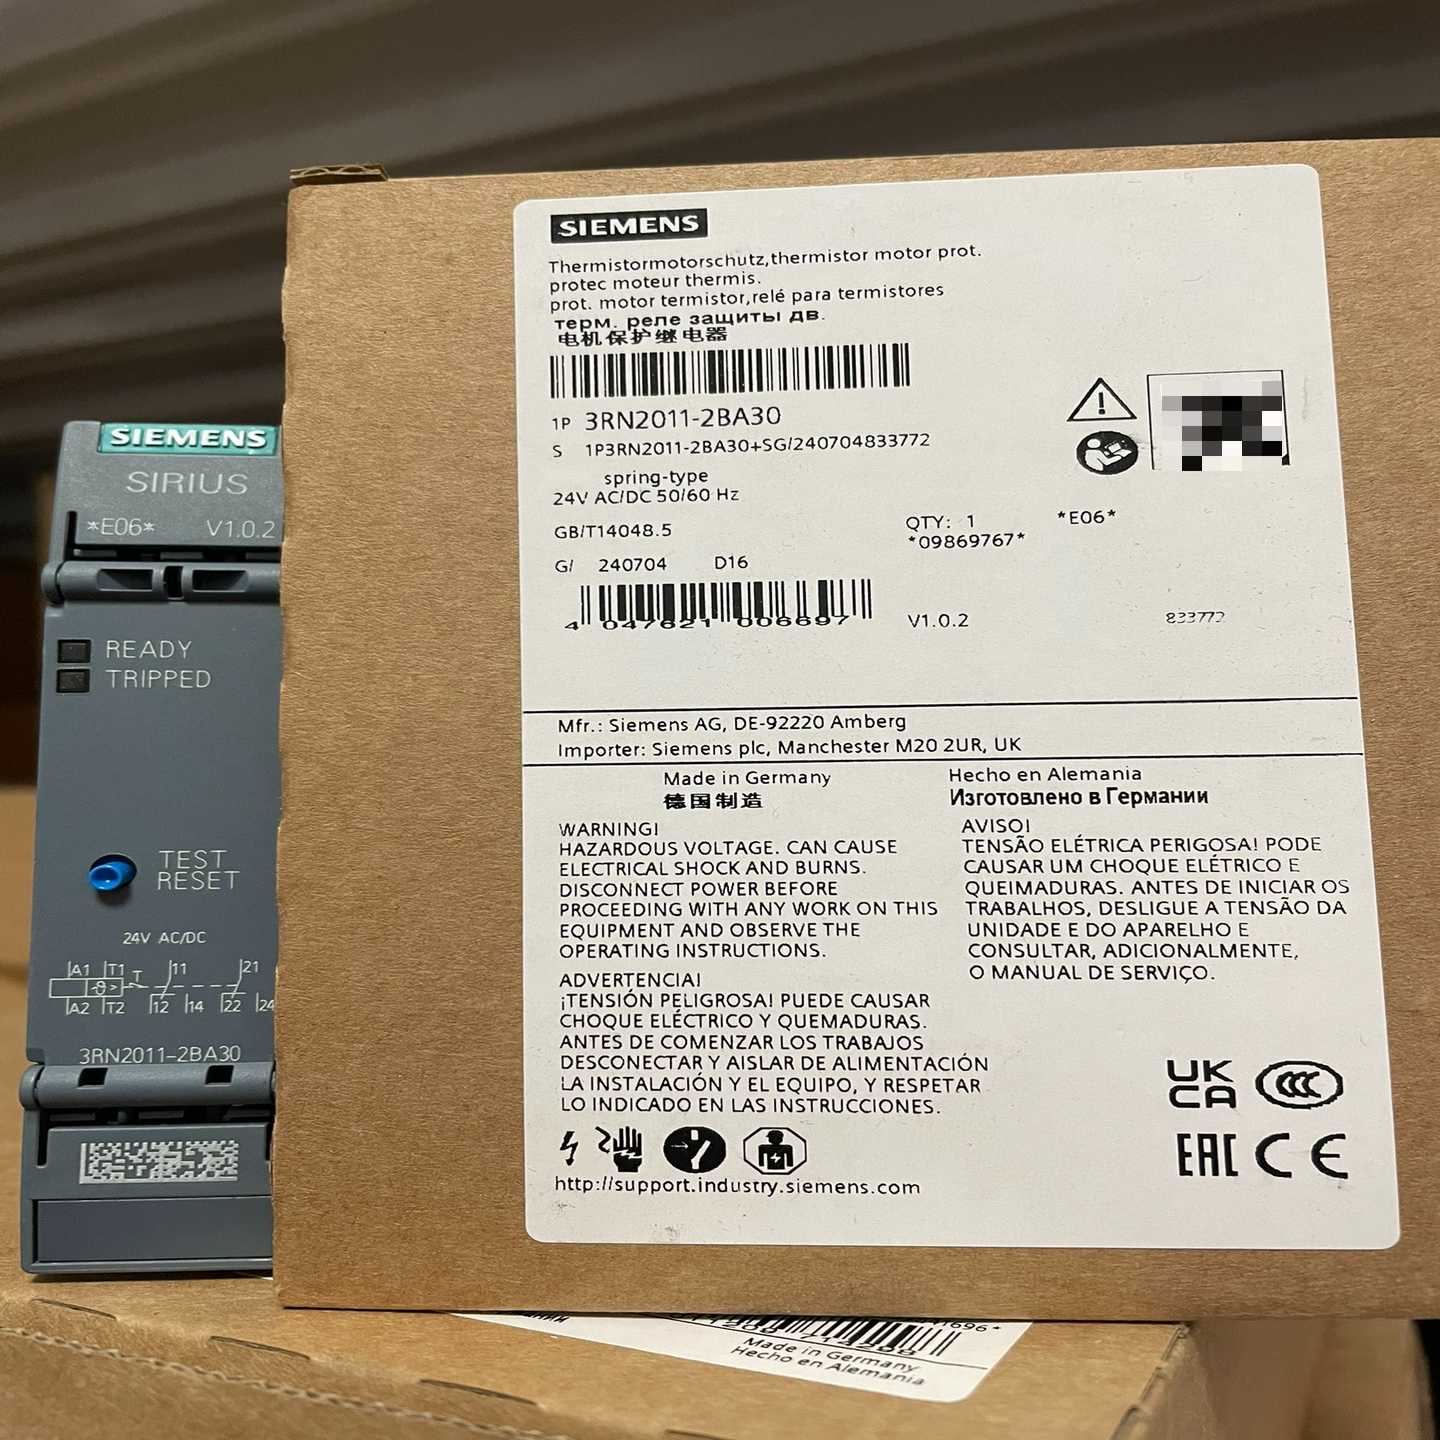 SIEMENS
SIRIUS
*E06* V1.0.2
READY
TRIPPED
TEST
RESET
24V AC/DC
A1 T1 T 11 21
A2 T2 12 14 22 24
3RN2011-2BA30
SIEMENS
Thermistormotorschutz,thermistor motor prot.
protec moteur thermis.
prot. motor termistor,relé para termistores
терм. реле защиты дв.
电机保护继电器
1P 3RN2011-2BA30
S 1P3RN2011-2BA30+SG/240704833772
spring-type
24V AC/DC 50/60 Hz
GB/T14048.5
QTY: 1 *E06*
*09869767*
G/ 240704 D16
4 047621 006697
V1.0.2 833772
Mfr.: Siemens AG, DE-92220 Amberg
Importer: Siemens plc, Manchester M20 2UR, UK
Made in Germany
德国制造
Hecho en Alemania
Изготовлено в Германии
WARNING!
HAZARDOUS VOLTAGE. CAN CAUSE
ELECTRICAL SHOCK AND BURNS.
DISCONNECT POWER BEFORE
PROCEEDING WITH ANY WORK ON THIS
EQUIPMENT AND OBSERVE THE
OPERATING INSTRUCTIONS.
ADVERTENCIA!
¡TENSIÓN PELIGROSA! PUEDE CAUSAR
CHOQUE ELÉCTRICO Y QUEMADURAS.
ANTES DE COMENZAR LOS TRABAJOS
DESCONECTAR Y AISLAR DE ALIMENTACIÓN
LA INSTALACIÓN Y EL EQUIPO, Y RESPETAR
LO INDICADO EN LAS INSTRUCCIONES.
AVISO!
TENSÃO ELÉTRICA PERIGOSA! PODE
CAUSAR UM CHOQUE ELÉTRICO E
QUEIMADURAS. ANTES DE INICIAR OS
TRABALHOS, DESLIGUE A TENSÃO DA
UNIDADE E DO APARELHO E
CONSULTAR, ADICIONALMENTE,
O MANUAL DE SERVIÇO.
UK
CA
CCC
EAC CE
http://support.industry.siemens.com
Made in Germany
Hecho en Alemania